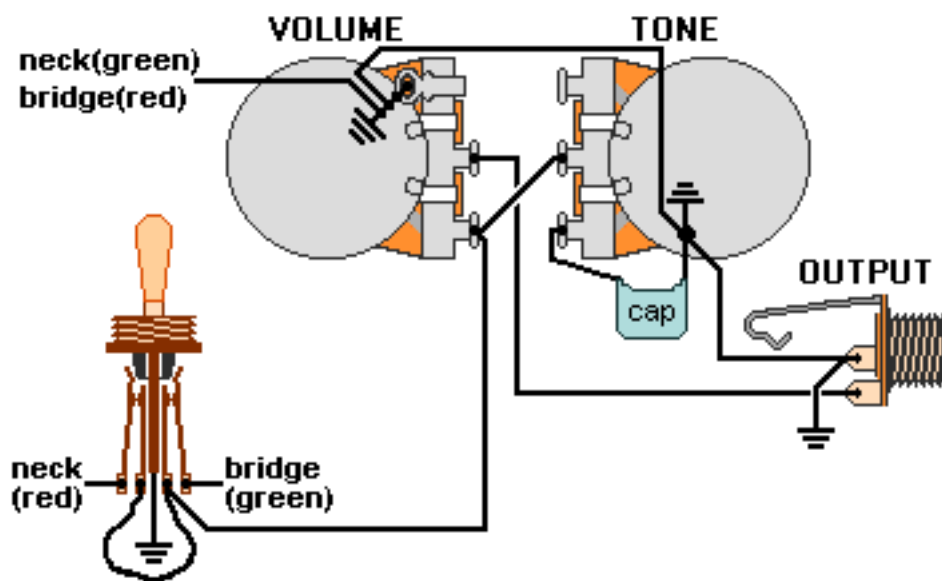 VOLUME
TONE
neck(green)
bridge(red)
OUTPUT
cap
neck
(red)
bridge
(green)